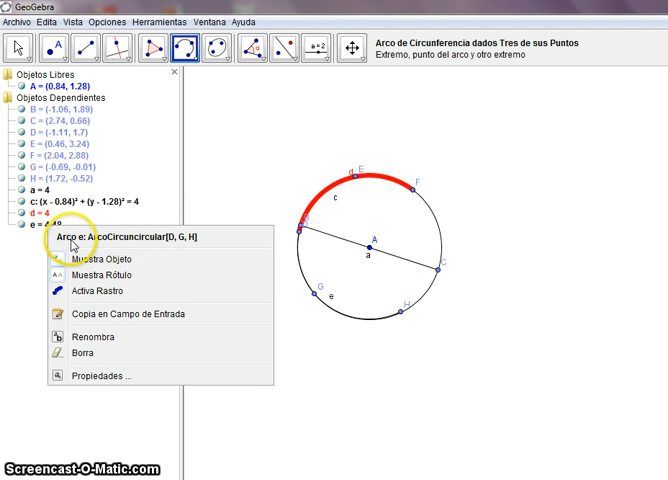 GeoGebra
Archivo Edita Vista Opciones Herramientas Ventana Ayuda
A
α
a=2
Arco de Circunferencia dados Tres de sus Puntos
Extremo, punto del arco y otro extremo
Objetos Libres
A = (0.84, 1.28)
Objetos Dependientes
B = (-1.06, 1.89)
C = (2.74, 0.66)
D = (-1.11, 1.7)
E = (0.46, 3.24)
F = (2.04, 2.88)
G = (-0.69, -0.01)
H = (1.72, -0.52)
a = 4
c: (x - 0.84)² + (y - 1.28)² = 4
d = 4
e = 4.48
Arco e: ArcoCircuncircular[D, G, H]
Muestra Objeto
AA Muestra Rótulo
Activa Rastro
Copia en Campo de Entrada
ab Renombra
Borra
Propiedades ...
d
E
F
c
A
a
C
G
e
H
Screencast-O-Matic.com